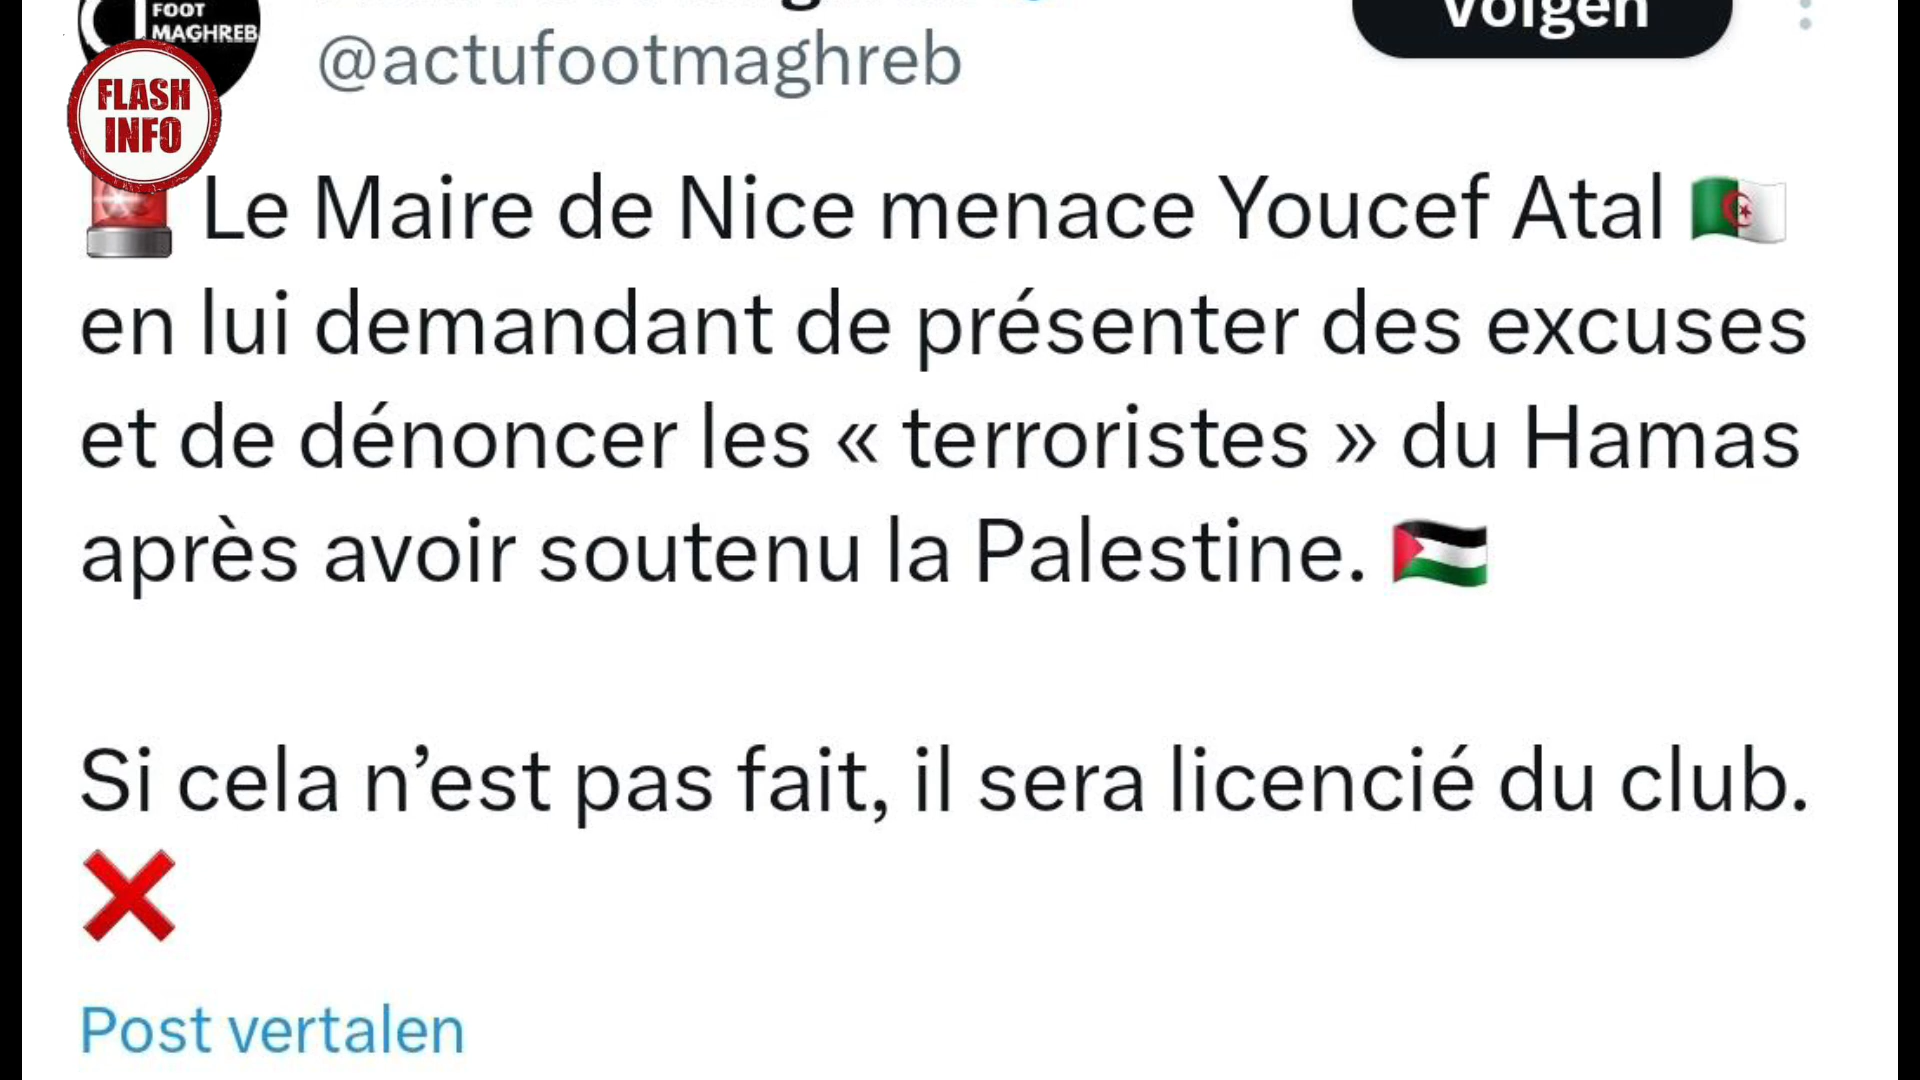 FOOT
MAGHREB
Volgen
@actufootmaghreb
FLASH
INFO
Le Maire de Nice menace Youcef Atal
en lui demandant de présenter des excuses
et de dénoncer les « terroristes » du Hamas
après avoir soutenu la Palestine.
Si cela n’est pas fait, il sera licencié du club.
Post vertalen